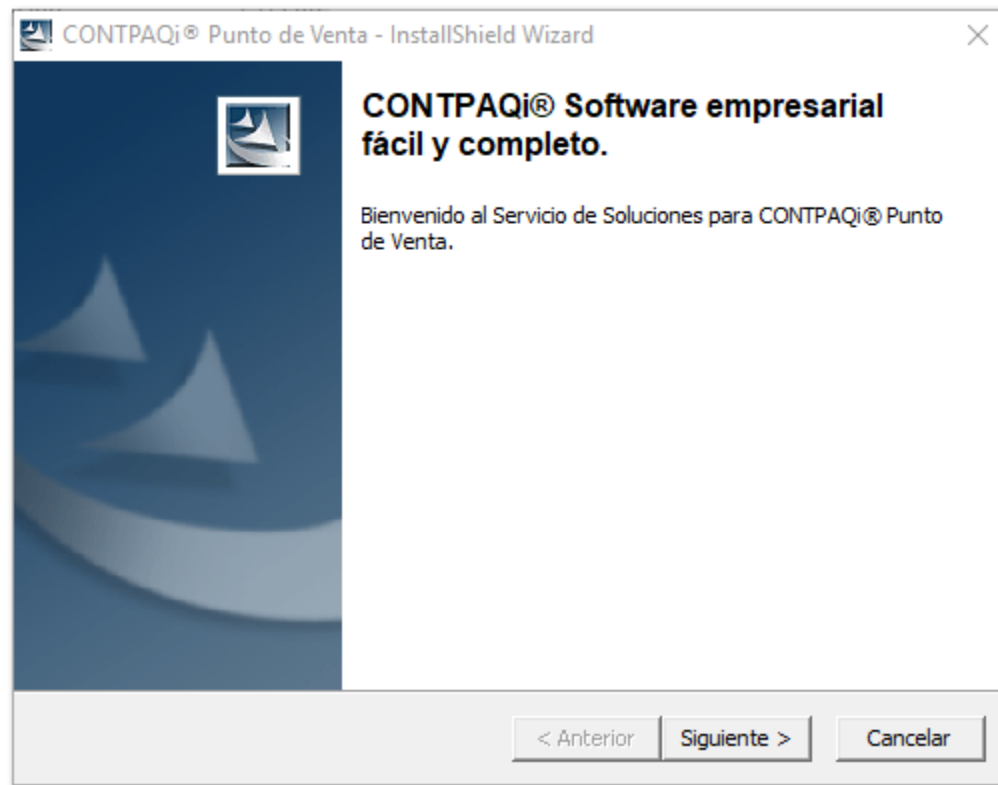 CONTPAQi® Punto de Venta - InstallShield Wizard
CONTPAQi® Software empresarial
fácil y completo.
Bienvenido al Servicio de Soluciones para CONTPAQi® Punto
de Venta.
< Anterior
Siguiente >
Cancelar